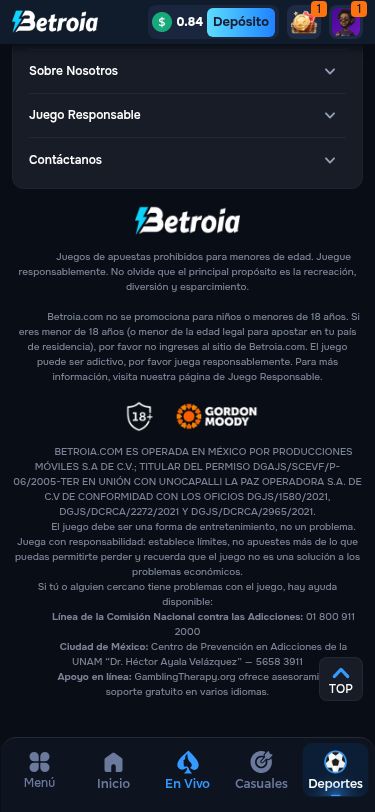 Betroia
$ 0.84 Depósito
1
1
Sobre Nosotros
Juego Responsable
Contáctanos
Betroia
Juegos de apuestas prohibidos para menores de edad. Juegue
responsablemente. No olvide que el principal propósito es la recreación,
diversión y esparcimiento.
Betroia.com no se promociona para niños o menores de 18 años. Si
eres menor de 18 años (o menor de la edad legal para apostar en tu país
de residencia), por favor no ingreses al sitio de Betroia.com. El juego
puede ser adictivo, por favor juega responsablemente. Para más
información, visita nuestra página de Juego Responsable.
18+
GORDON
MOODY
BETROIA.COM ES OPERADA EN MÉXICO POR PRODUCCIONES
MÓVILES S.A DE C.V.; TITULAR DEL PERMISO DGAJS/SCEVF/P-
06/2005-TER EN UNIÓN CON UNOCAPALLI LA PAZ OPERADORA S.A. DE
C.V DE CONFORMIDAD CON LOS OFICIOS DGJS/1580/2021,
DGJS/DCRCA/2272/2021 Y DGJS/DCRCA/2965/2021.
El juego debe ser una forma de entretenimiento, no un problema.
Juega con responsabilidad: establece límites, no apuestes más de lo que
puedas permitirte perder y recuerda que el juego no es una solución a los
problemas económicos.
Si tú o alguien cercano tiene problemas con el juego, hay ayuda
disponible:
Línea de la Comisión Nacional contra las Adicciones: 01 800 911
2000
Ciudad de México: Centro de Prevención en Adicciones de la
UNAM “Dr. Héctor Ayala Velázquez” — 5658 3911
Apoyo en línea: GamblingTherapy.org ofrece asesorami
soporte gratuito en varios idiomas.
TOP
Menú
Inicio
En Vivo
Casuales
Deportes